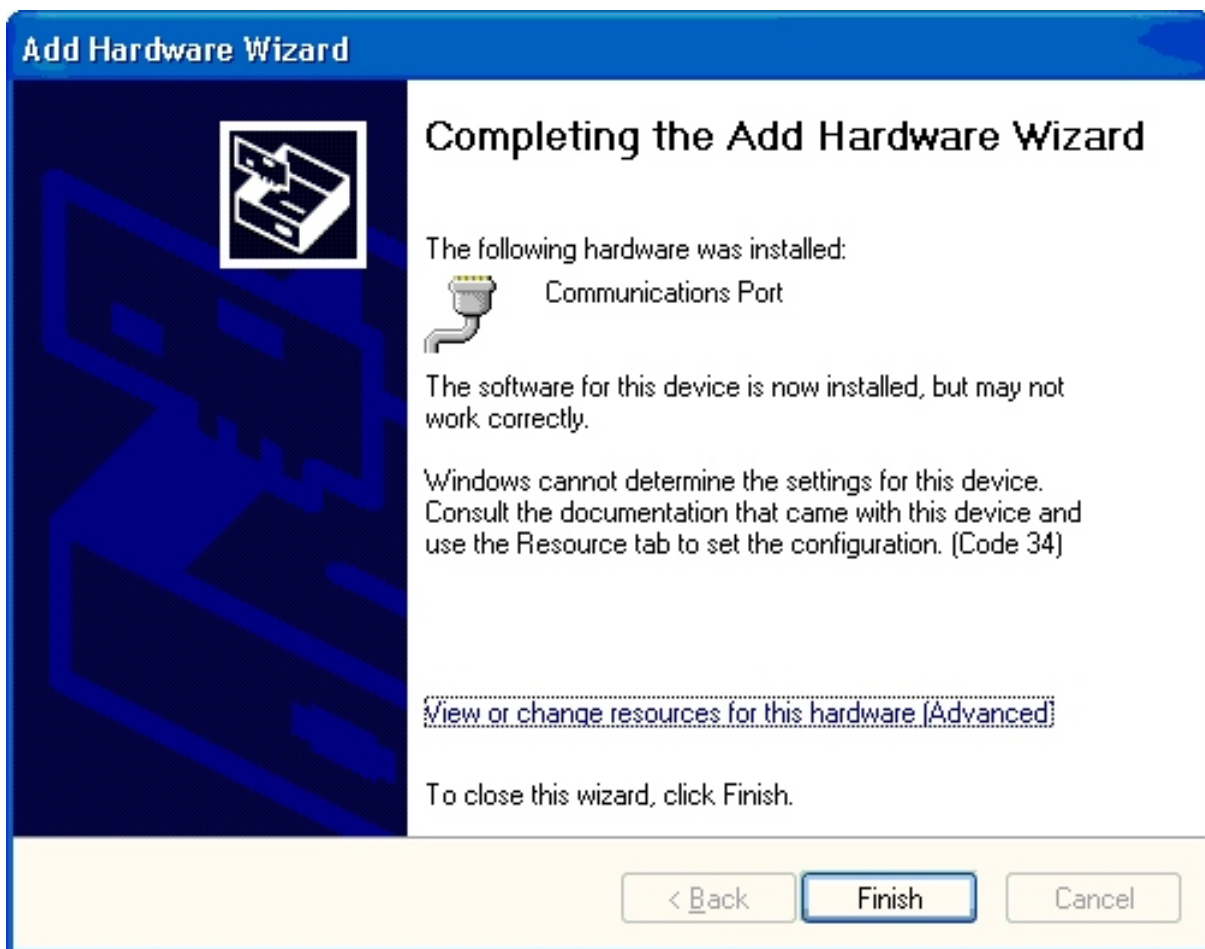 Add Hardware Wizard
Completing the Add Hardware Wizard
The following hardware was installed:
Communications Port
The software for this device is now installed, but may not
work correctly.
Windows cannot determine the settings for this device.
Consult the documentation that came with this device and
use the Resource tab to set the configuration. (Code 34)
View or change resources for this hardware (Advanced)
To close this wizard, click Finish.
< Back
Finish
Cancel